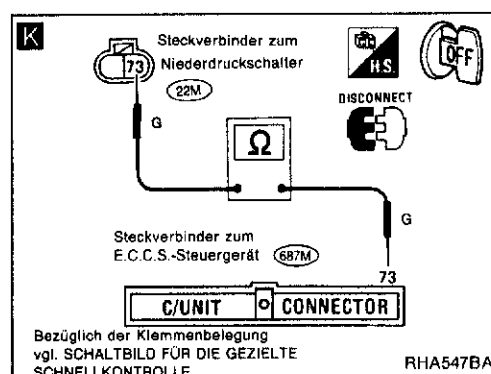 K
Steckverbinder zum
Niederdruckschalter
73
22M
H.S.
OFF
DISCONNECT
G
Ω
G
Steckverbinder zum
E.C.C.S.-Steuergerät
687M
73
C/UNIT
CONNECTOR
Bezüglich der Klemmenbelegung
vgl. SCHALTBILD FÜR DIE GEZIELTE
SCHNELLKONTROLLE
RHA547BA